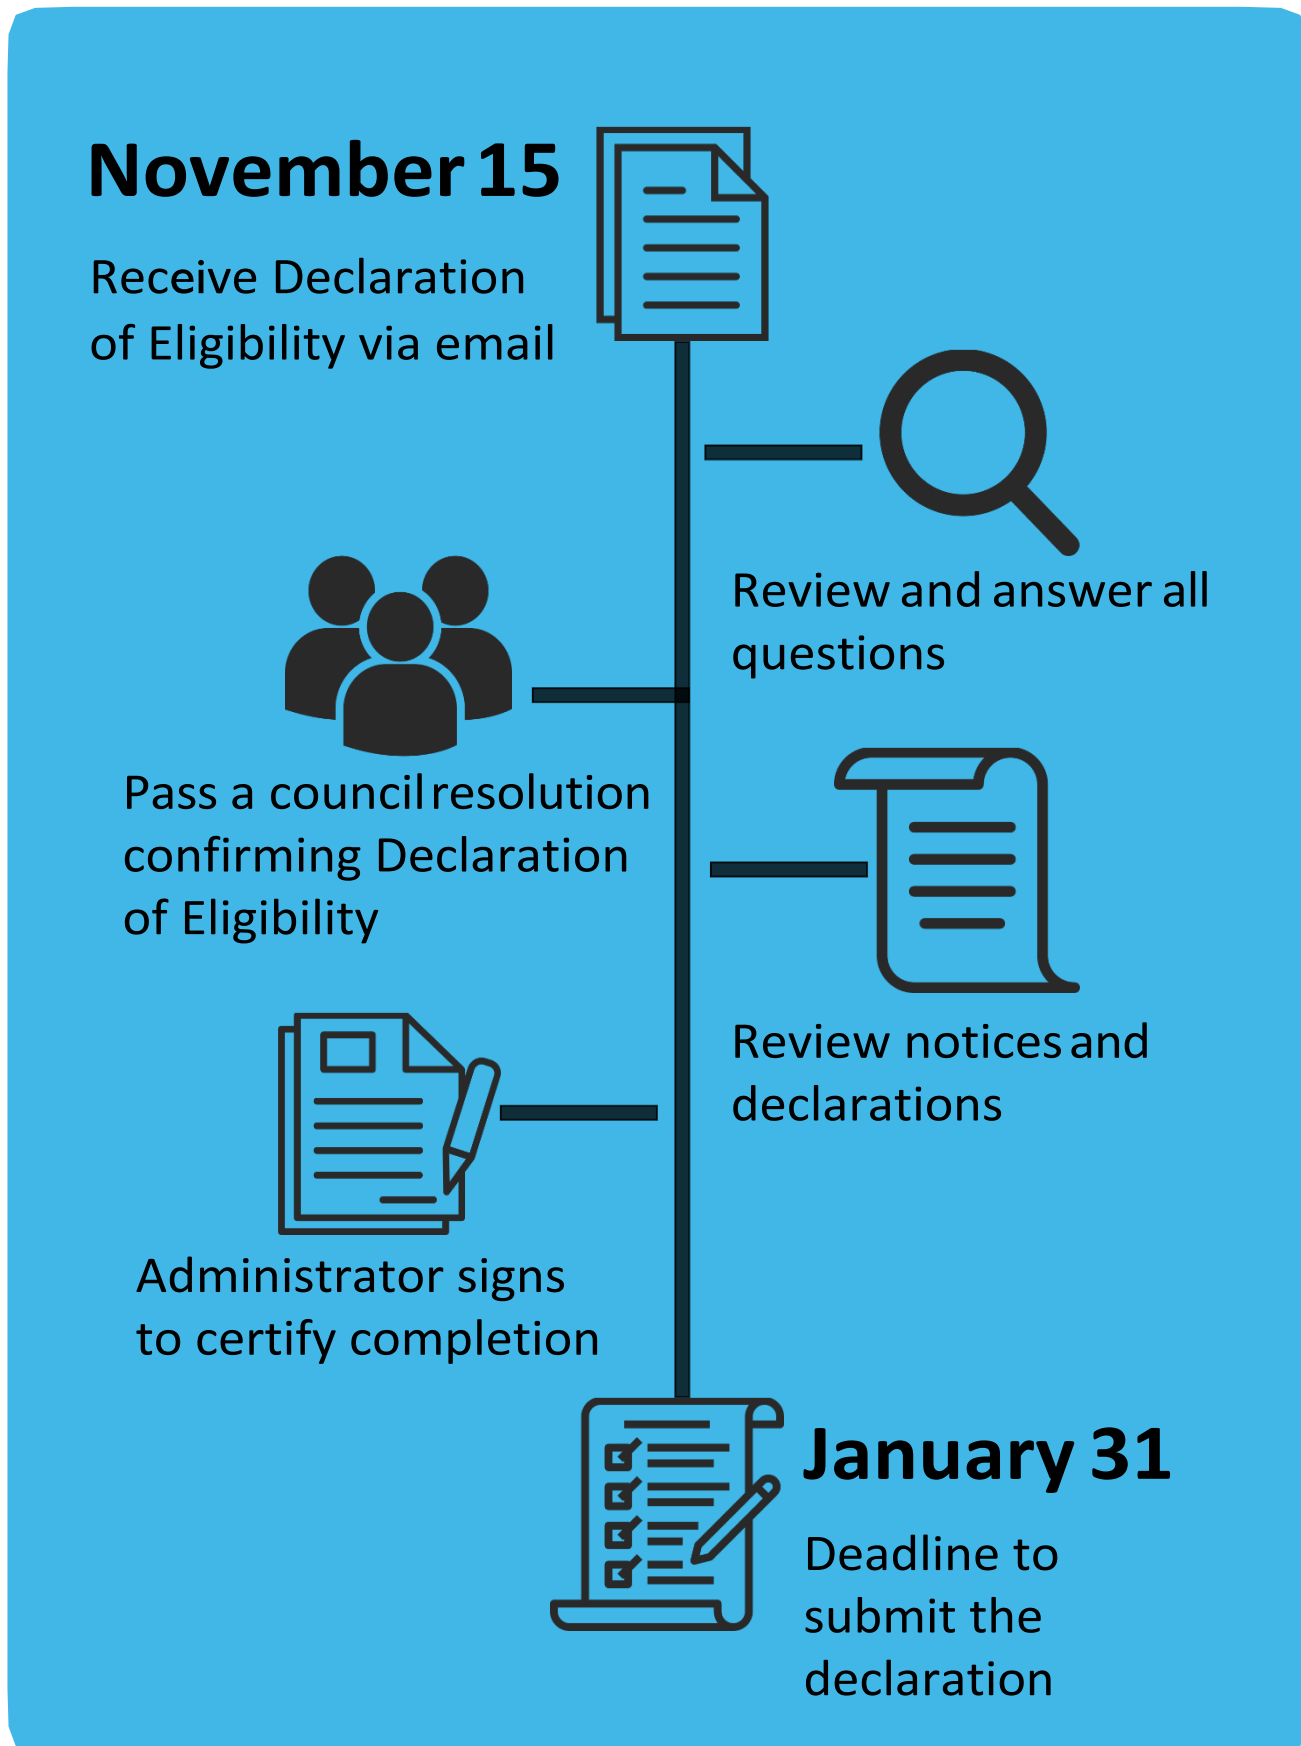 November 15
Receive Declaration
of Eligibility via email
Review and answer all
questions
Pass a council resolution
confirming Declaration
of Eligibility
Review notices and
declarations
Administrator signs
to certify completion
January 31
Deadline to
submit the
declaration